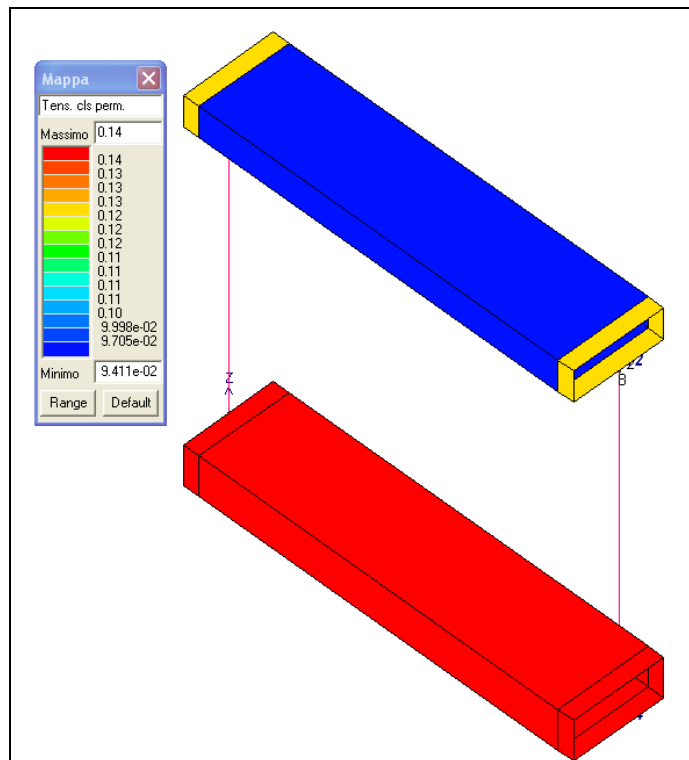 Mappa
Tens. cls perm.
Massimo 0.14
0.14
0.13
0.13
0.13
0.12
0.12
0.12
0.11
0.11
0.11
0.11
0.10
9.998e-02
9.705e-02
Minimo 9.411e-02
Range Default
Z
B